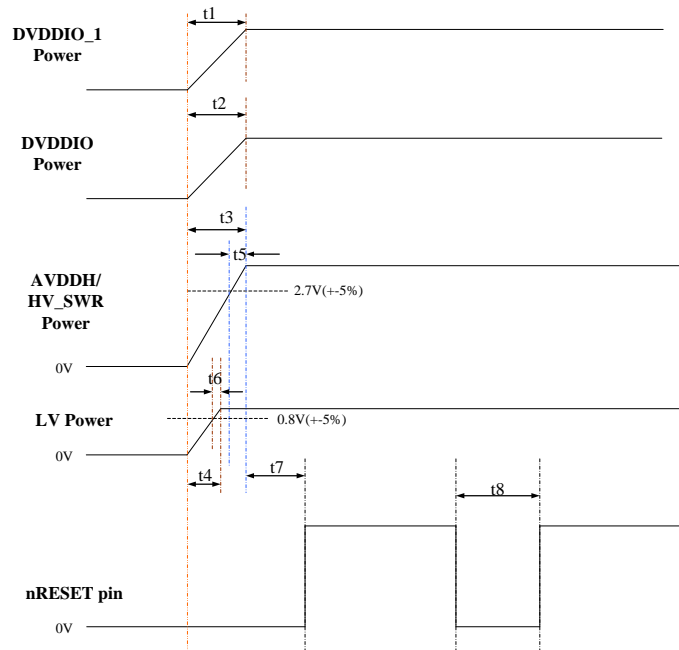 t1
DVDDIO_1
Power
t2
DVDDIO
Power
t3
t5
AVDDH/
HV_SWR
Power
2.7V(+-5%)
0V
t6
LV Power
0.8V(+-5%)
0V
t4
t7
t8
nRESET pin
0V